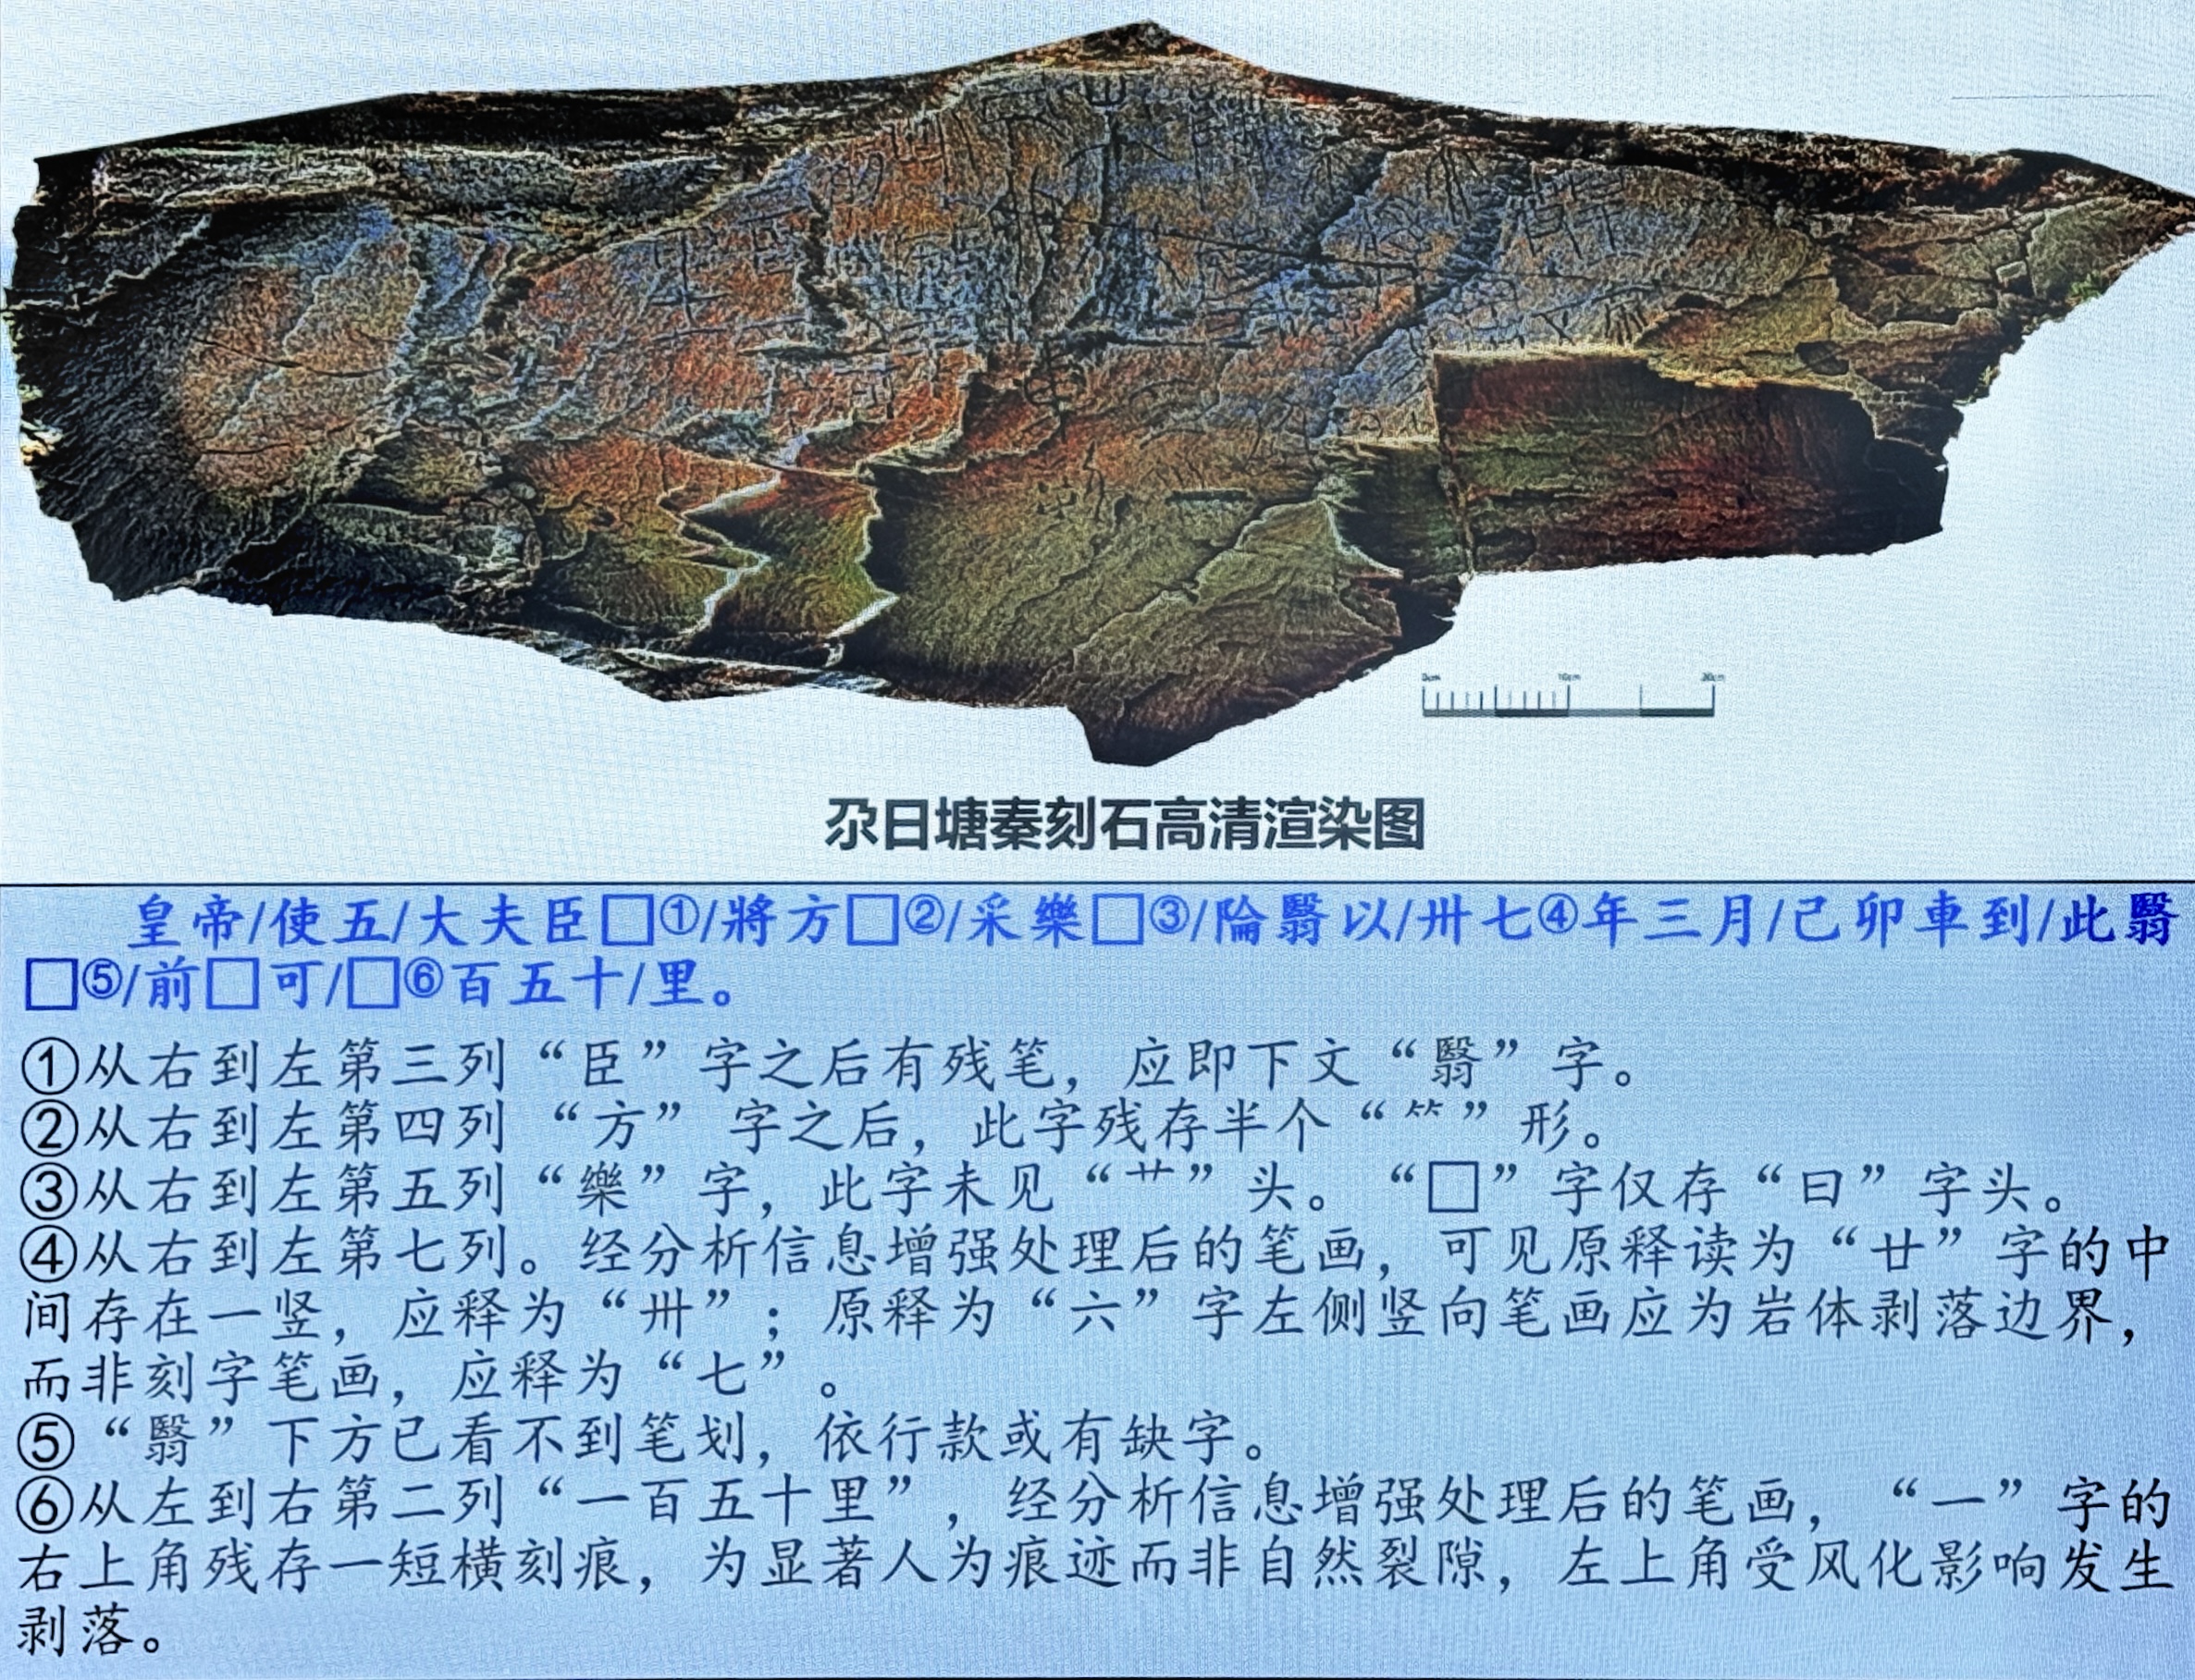 0cm 10cm 20cm
尕日塘秦刻石高清渲染图
皇帝/使五/大夫臣□①/將方□②/采樂□③/陯翳以/卅七④年三月/己卯車到/此翳
□⑤/前□可/□⑥百五十/里。
①从右到左第三列“臣”字之后有残笔，应即下文“翳”字。
②从右到左第四列“方”字之后，此字残存半个“⺮”形。
③从右到左第五列“樂”字，此字未见“艹”头。“□”字仅存“曰”字头。
④从右到左第七列。经分析信息增强处理后的笔画，可见原释读为“廿”字的中
间存在一竖，应释为“卅”；原释为“六”字左侧竖向笔画应为岩体剥落边界，
而非刻字笔画，应释为“七”。
⑤“翳”下方已看不到笔划，依行款或有缺字。
⑥从左到右第二列“一百五十里”，经分析信息增强处理后的笔画，“一”字的
右上角残存一短横刻痕，为显著人为痕迹而非自然裂隙，左上角受风化影响发生
剥落。